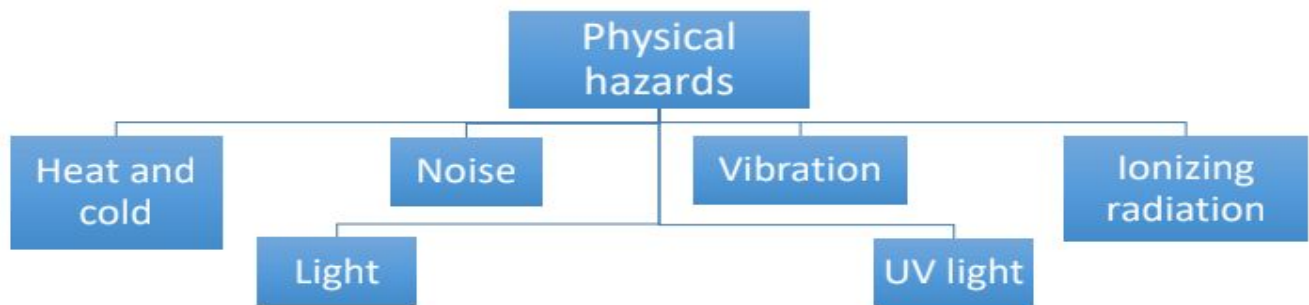 Physical
hazards
Heat and
cold
Noise
Vibration
Ionizing
radiation
Light
UV light